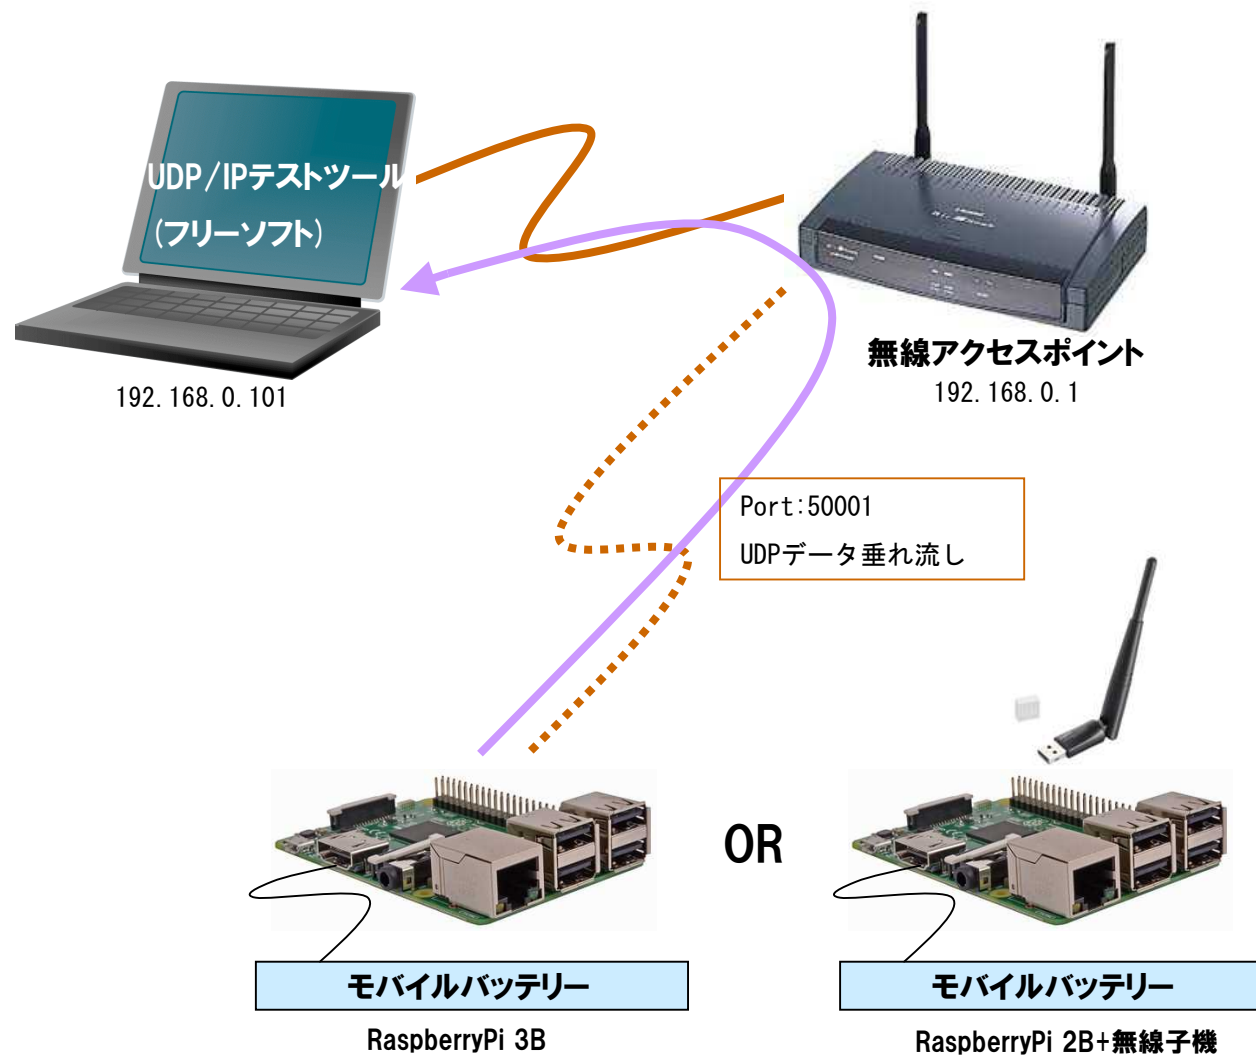 UDP/IPテストツール
(フリーソフト)
192.168.0.101
無線アクセスポイント
192.168.0.1
Port:50001
UDPデータ垂れ流し
OR
モバイルバッテリー
モバイルバッテリー
RaspberryPi 3B
RaspberryPi 2B+無線子機